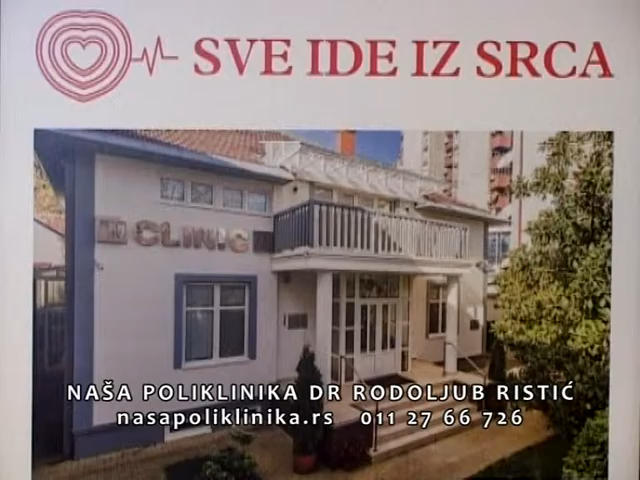 SVE IDE IZ SRCA
CLINIC
NAŠA POLIKLINIKA DR RODOLJUB RISTIĆ
nasapoliklinika.rs 011 27 66 726